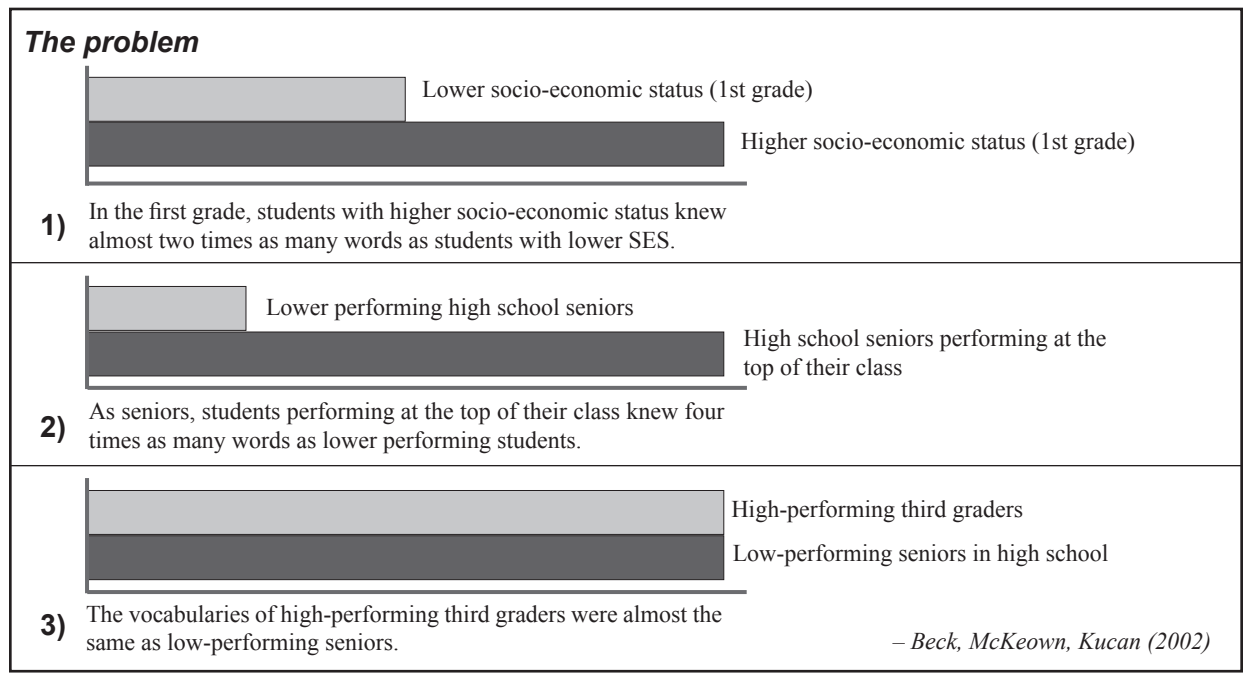 The problem
Lower socio-economic status (1st grade)
Higher socio-economic status (1st grade)
1) In the first grade, students with higher socio-economic status knew
almost two times as many words as students with lower SES.
Lower performing high school seniors
High school seniors performing at the
top of their class
2) As seniors, students performing at the top of their class knew four
times as many words as lower performing students.
High-performing third graders
Low-performing seniors in high school
3) The vocabularies of high-performing third graders were almost the
same as low-performing seniors.
– Beck, McKeown, Kucan (2002)